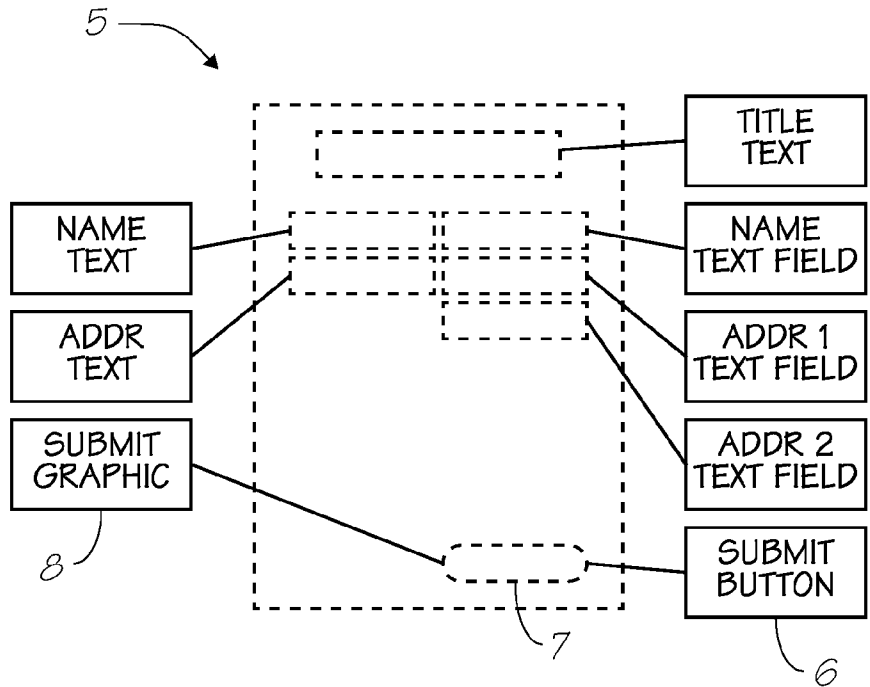 5
TITLE
TEXT
NAME
TEXT
NAME
TEXT FIELD
ADDR
TEXT
ADDR 1
TEXT FIELD
SUBMIT
GRAPHIC
ADDR 2
TEXT FIELD
SUBMIT
BUTTON
8
7
6